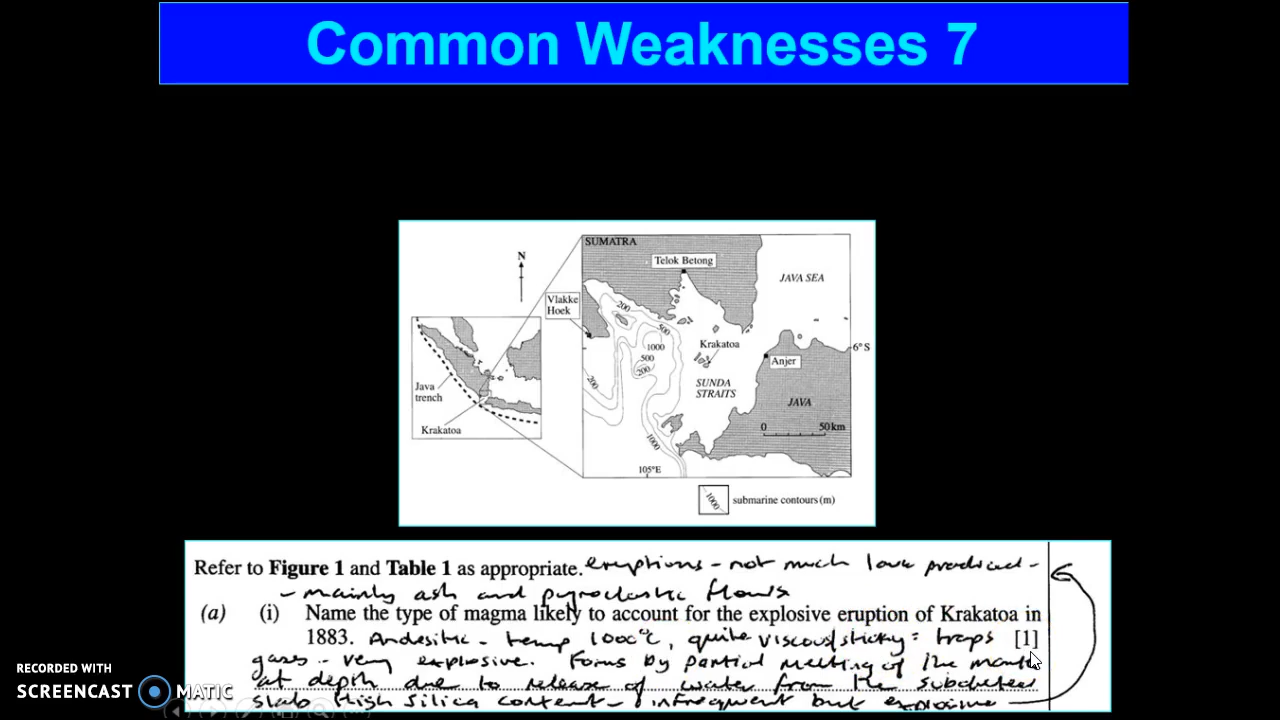 Common Weaknesses 7
SUMATRA
N
Telok Betong
JAVA SEA
Vlakke
Hoek
200
500
1000
Krakatoa
6° S
500
200
Anjer
200
SUNDA
STRAITS
Java
trench
JAVA
Krakatoa
0 50 km
1000
105°E
1000 submarine contours (m)
Refer to Figure 1 and Table 1 as appropriate. eruptions - not much lava produced -
- mainly ash and pyroclastic flows
(a) (i) Name the type of magma likely to account for the explosive eruption of Krakatoa in
1883. Andesitic - temp 1000°C, quite viscous/sticky = traps [1]
gases - very explosive. Forms by partial melting of the mantle
at depth due to release of water from the subducted
slab High silica content - infrequent but explosive
RECORDED WITH
SCREENCAST MATIC